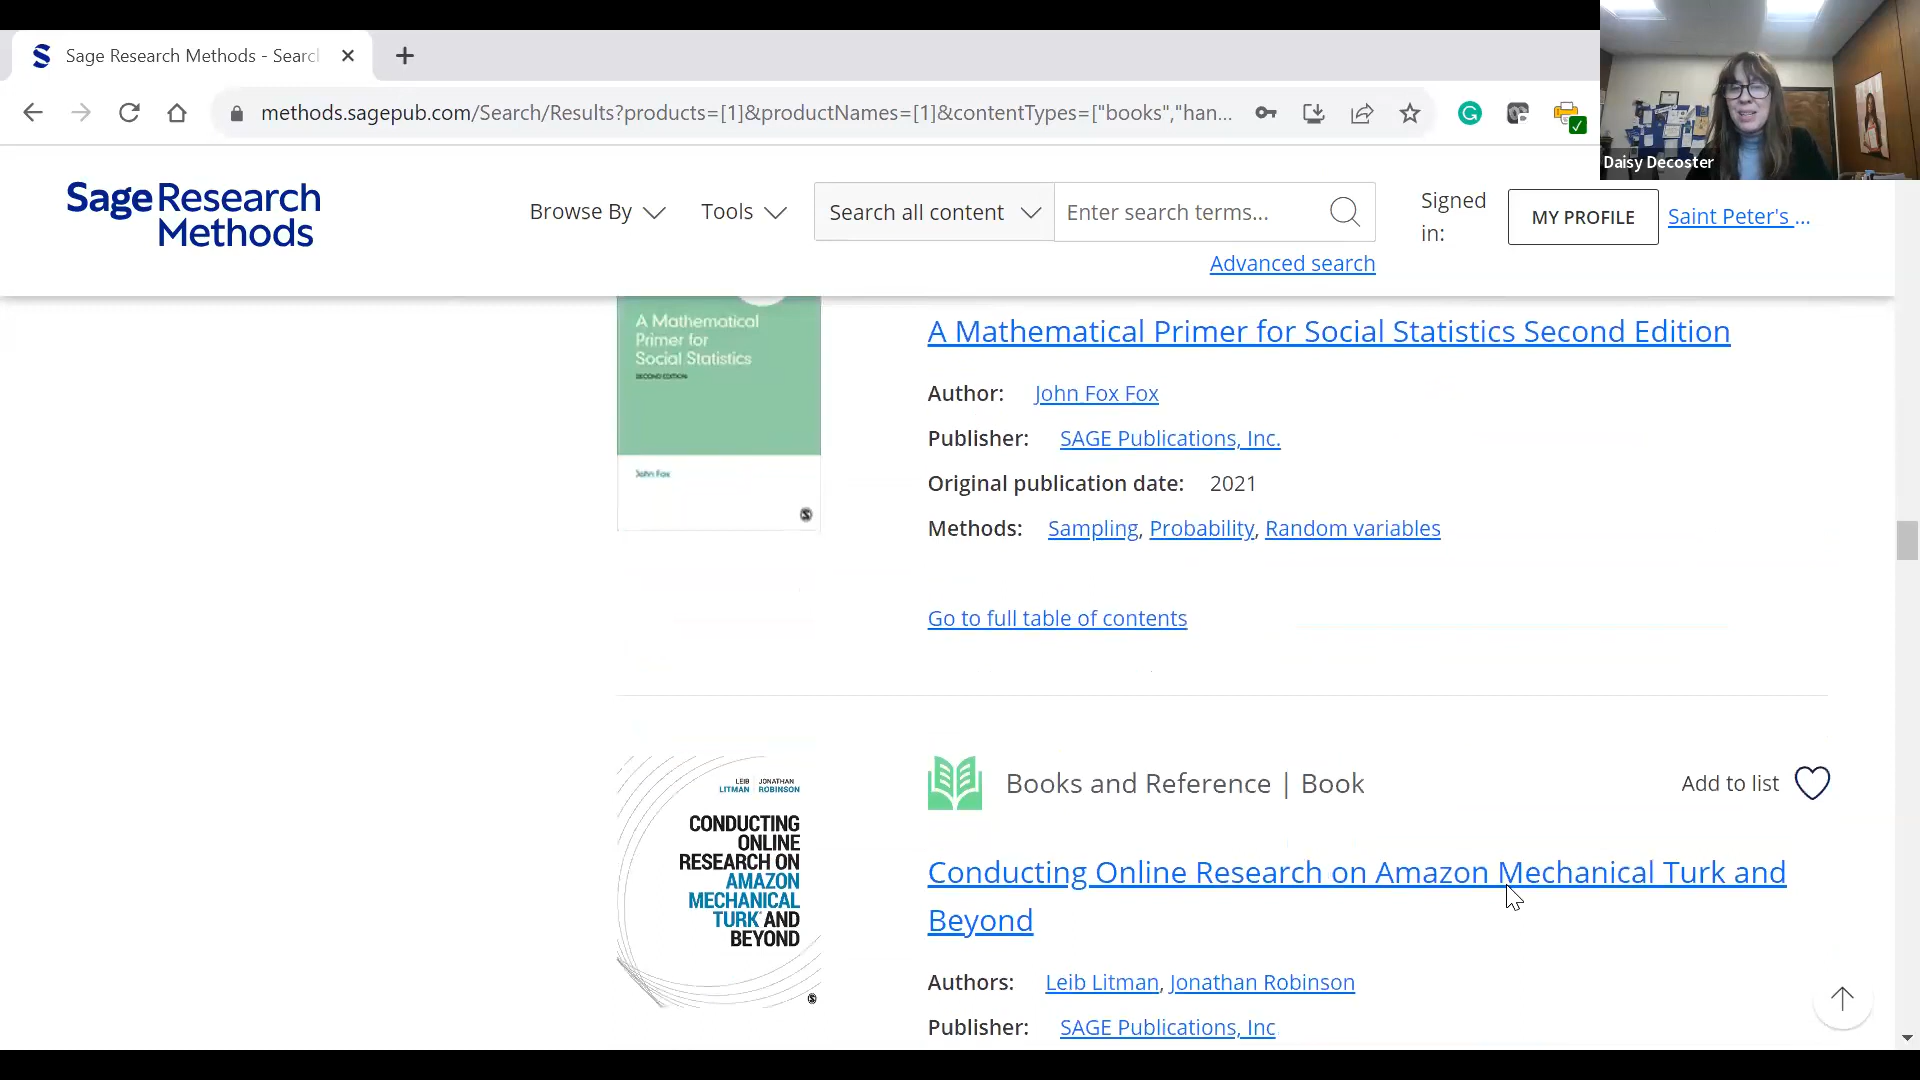 Sage Research Methods - Searc
methods.sagepub.com/Search/Results?products=[1]&productNames=[1]&contentTypes=["books","han...
Daisy Decoster
Sage Research
Methods
Browse By
Tools
Search all content
Enter search terms...
Signed
in:
MY PROFILE
Saint Peter's ...
Advanced search
A Mathematical
Primer for
Social Statistics
SECOND EDITION
John Fox
A Mathematical Primer for Social Statistics Second Edition
Author: John Fox Fox
Publisher: SAGE Publications, Inc.
Original publication date: 2021
Methods: Sampling, Probability, Random variables
Go to full table of contents
LEIB JONATHAN
LITMAN ROBINSON
CONDUCTING
ONLINE
RESEARCH ON
AMAZON
MECHANICAL
TURK AND
BEYOND
Books and Reference | Book
Add to list
Conducting Online Research on Amazon Mechanical Turk and
Beyond
Authors: Leib Litman, Jonathan Robinson
Publisher: SAGE Publications, Inc